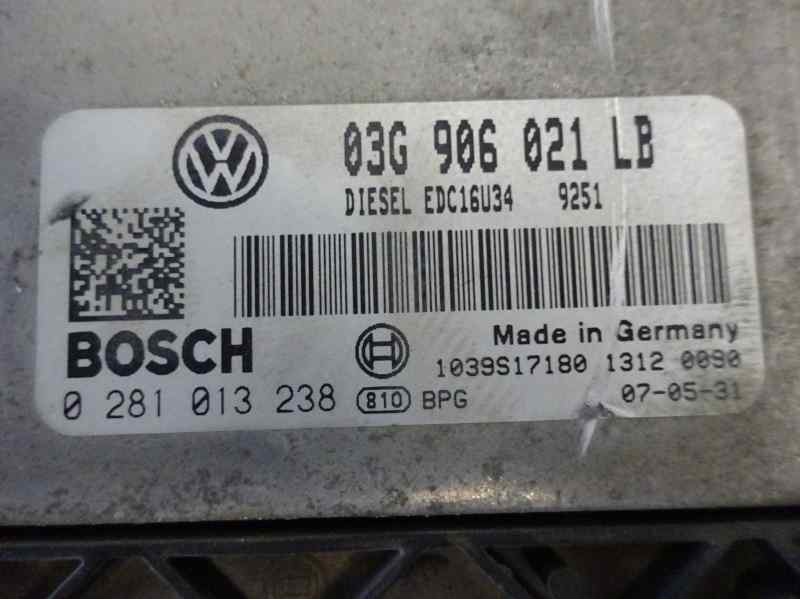 VW
03G 906 021 LB
DIESEL EDC16U34 9251
BOSCH
Made in Germany
1039S17180 1312 0090
0 281 013 238 810 BPG 07-05-31